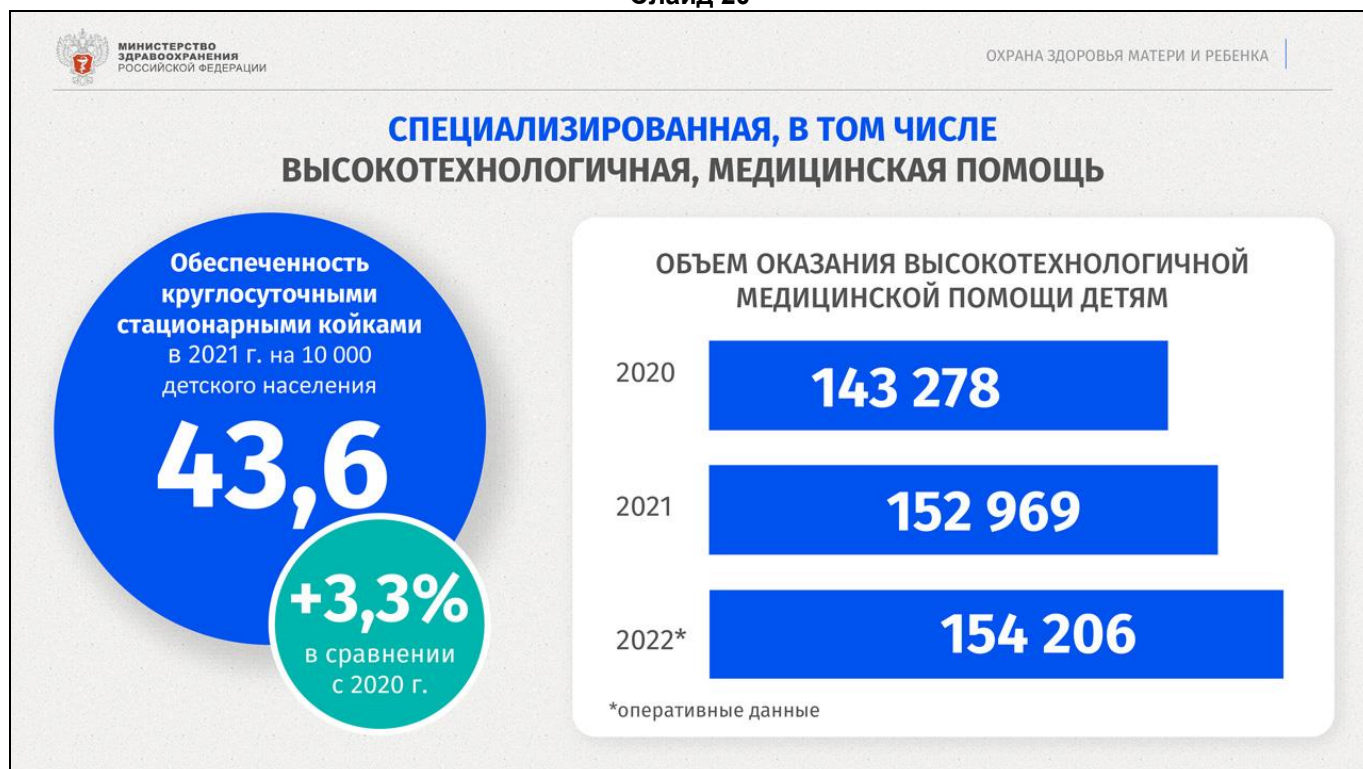 Слайд 20
МИНИСТЕРСТВО
ЗДРАВООХРАНЕНИЯ
РОССИЙСКОЙ ФЕДЕРАЦИИ
ОХРАНА ЗДОРОВЬЯ МАТЕРИ И РЕБЕНКА
СПЕЦИАЛИЗИРОВАННАЯ, В ТОМ ЧИСЛЕ
ВЫСОКОТЕХНОЛОГИЧНАЯ, МЕДИЦИНСКАЯ ПОМОЩЬ
Обеспеченность
круглосуточными
стационарными койками
в 2021 г. на 10 000
детского населения
43,6
+3,3%
в сравнении
с 2020 г.
ОБЪЕМ ОКАЗАНИЯ ВЫСОКОТЕХНОЛОГИЧНОЙ
МЕДИЦИНСКОЙ ПОМОЩИ ДЕТЯМ
2020 143 278
2021 152 969
2022* 154 206
*оперативные данные